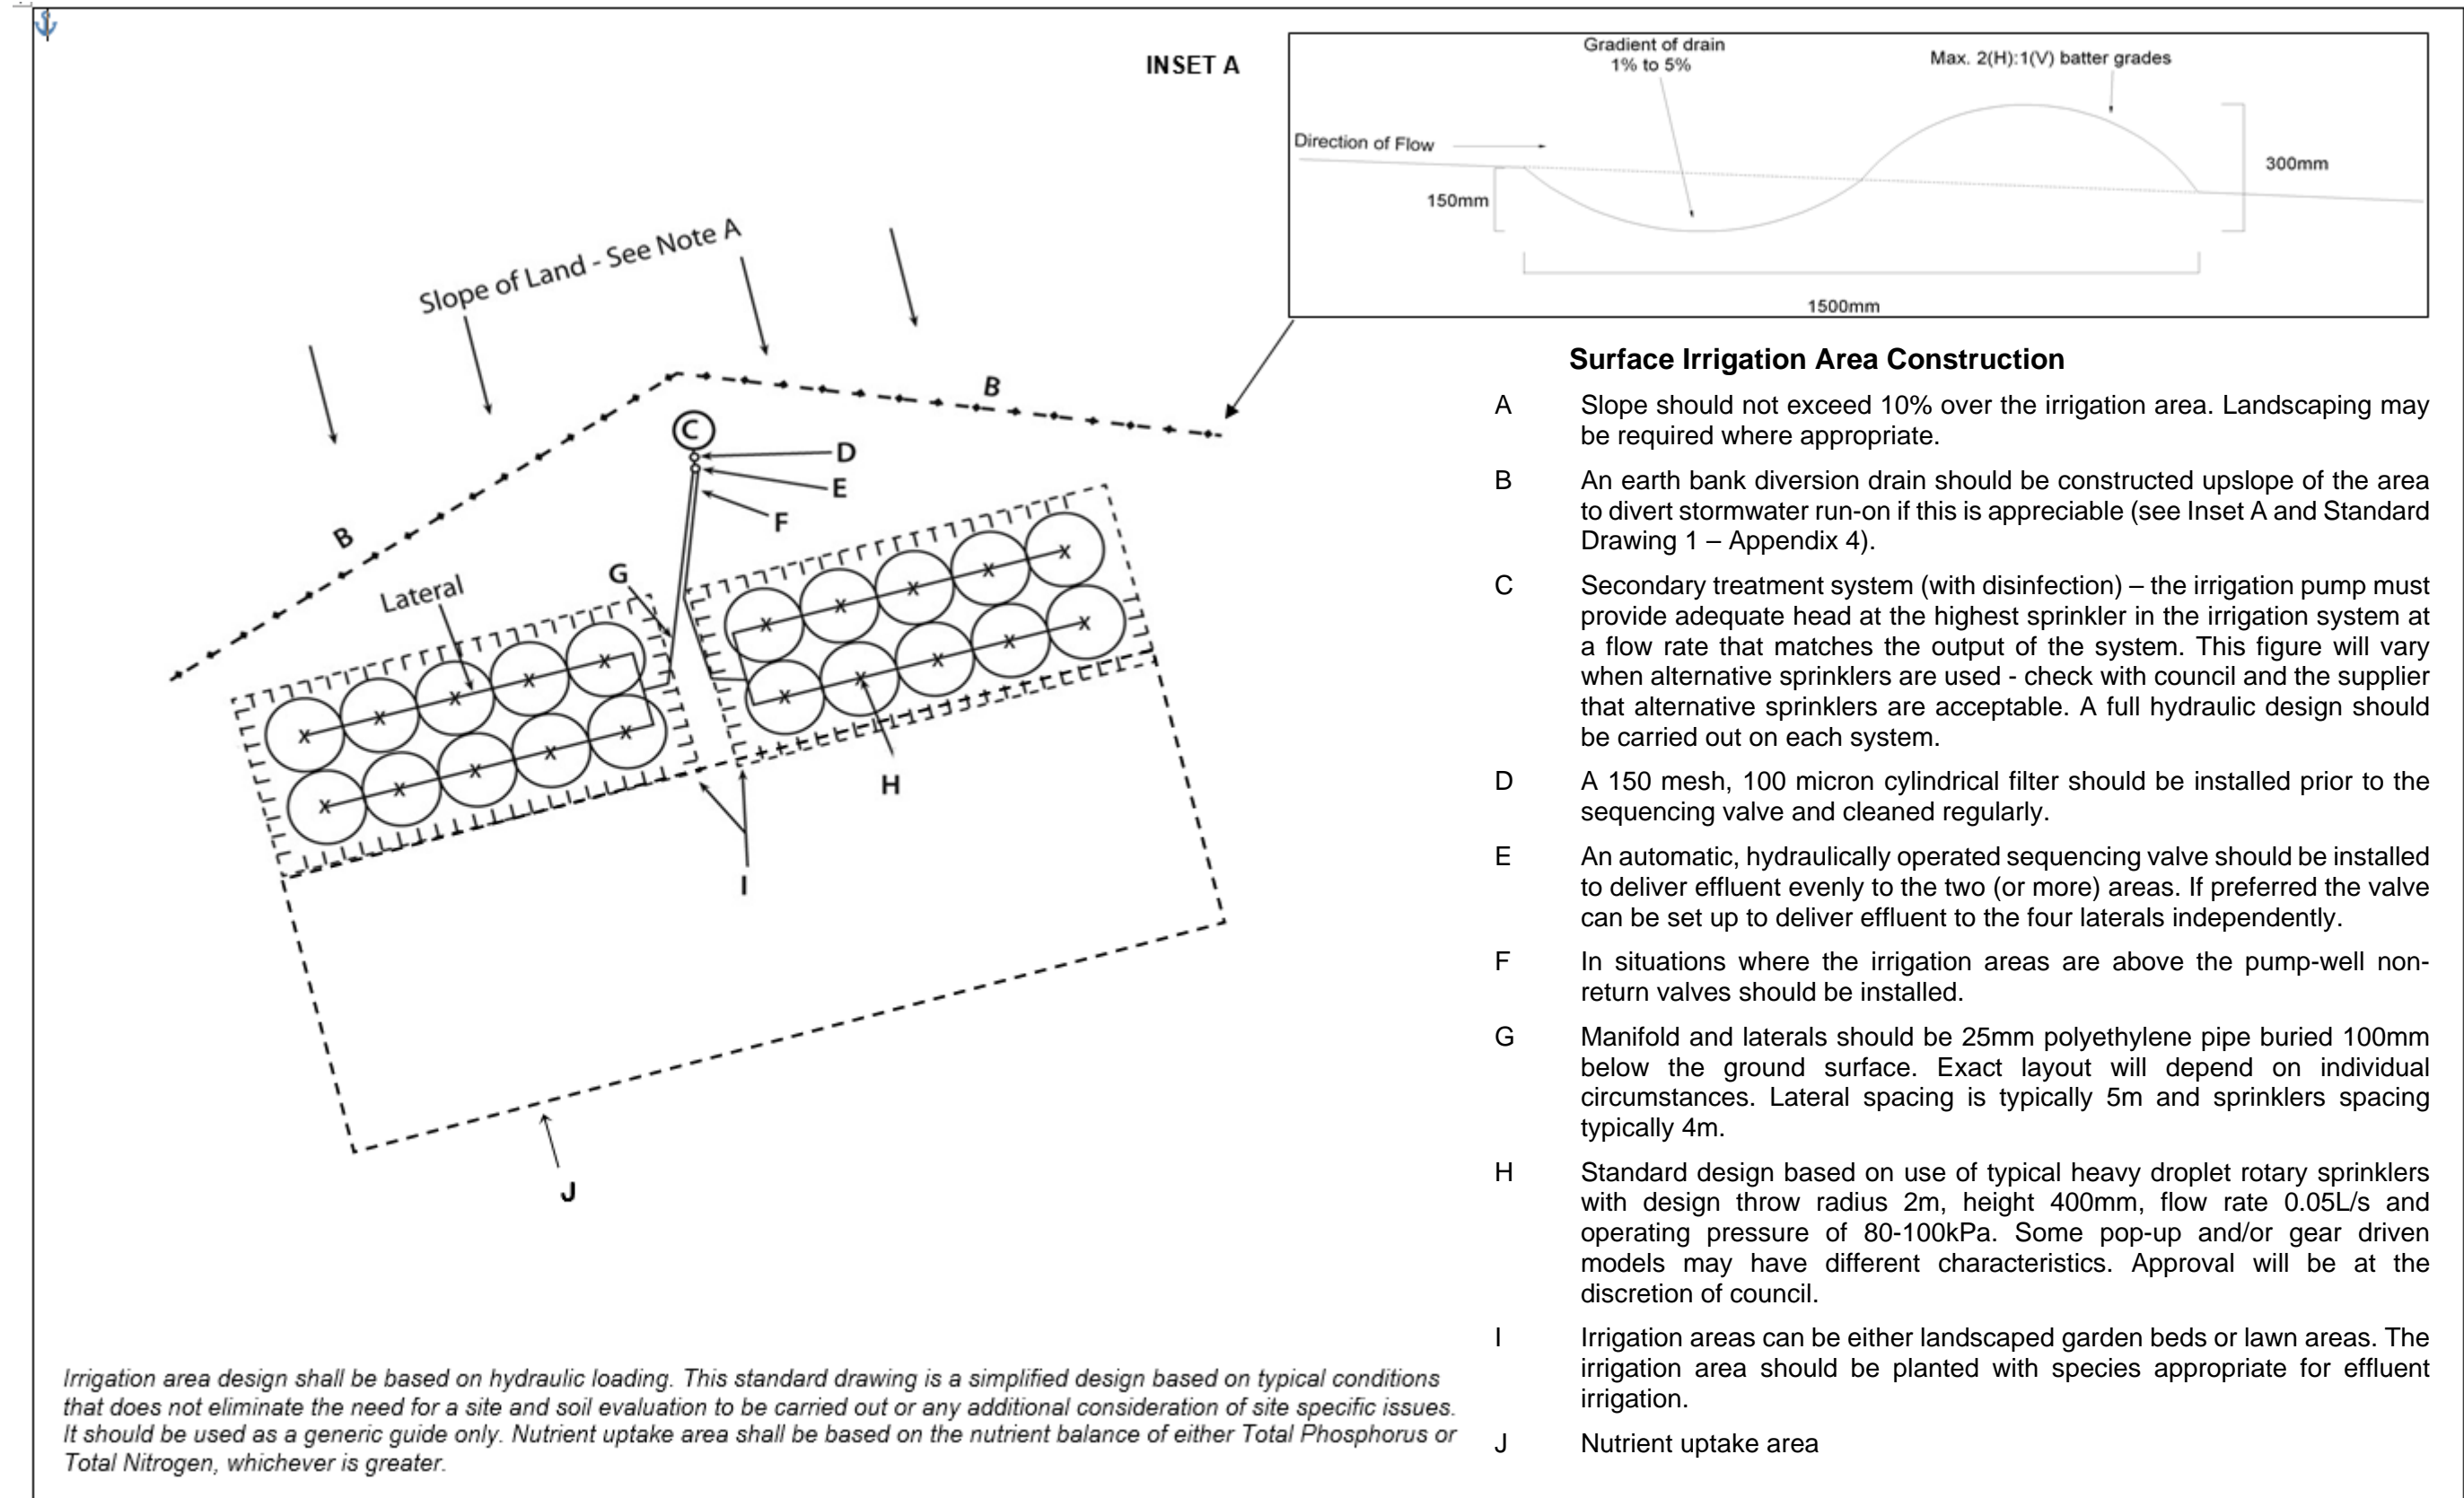 INSET A
Gradient of drain
1% to 5%
Max. 2(H):1(V) batter grades
Direction of Flow
300mm
150mm
1500mm
Slope of Land - See Note A
B
B
C
D
E
F
G
Lateral
H
I
J
Surface Irrigation Area Construction
A Slope should not exceed 10% over the irrigation area. Landscaping may
be required where appropriate.
B An earth bank diversion drain should be constructed upslope of the area
to divert stormwater run-on if this is appreciable (see Inset A and Standard
Drawing 1 – Appendix 4).
C Secondary treatment system (with disinfection) – the irrigation pump must
provide adequate head at the highest sprinkler in the irrigation system at
a flow rate that matches the output of the system. This figure will vary
when alternative sprinklers are used - check with council and the supplier
that alternative sprinklers are acceptable. A full hydraulic design should
be carried out on each system.
D A 150 mesh, 100 micron cylindrical filter should be installed prior to the
sequencing valve and cleaned regularly.
E An automatic, hydraulically operated sequencing valve should be installed
to deliver effluent evenly to the two (or more) areas. If preferred the valve
can be set up to deliver effluent to the four laterals independently.
F In situations where the irrigation areas are above the pump-well non-
return valves should be installed.
G Manifold and laterals should be 25mm polyethylene pipe buried 100mm
below the ground surface. Exact layout will depend on individual
circumstances. Lateral spacing is typically 5m and sprinklers spacing
typically 4m.
H Standard design based on use of typical heavy droplet rotary sprinklers
with design throw radius 2m, height 400mm, flow rate 0.05L/s and
operating pressure of 80-100kPa. Some pop-up and/or gear driven
models may have different characteristics. Approval will be at the
discretion of council.
I Irrigation areas can be either landscaped garden beds or lawn areas. The
irrigation area should be planted with species appropriate for effluent
irrigation.
J Nutrient uptake area
Irrigation area design shall be based on hydraulic loading. This standard drawing is a simplified design based on typical conditions
that does not eliminate the need for a site and soil evaluation to be carried out or any additional consideration of site specific issues.
It should be used as a generic guide only. Nutrient uptake area shall be based on the nutrient balance of either Total Phosphorus or
Total Nitrogen, whichever is greater.